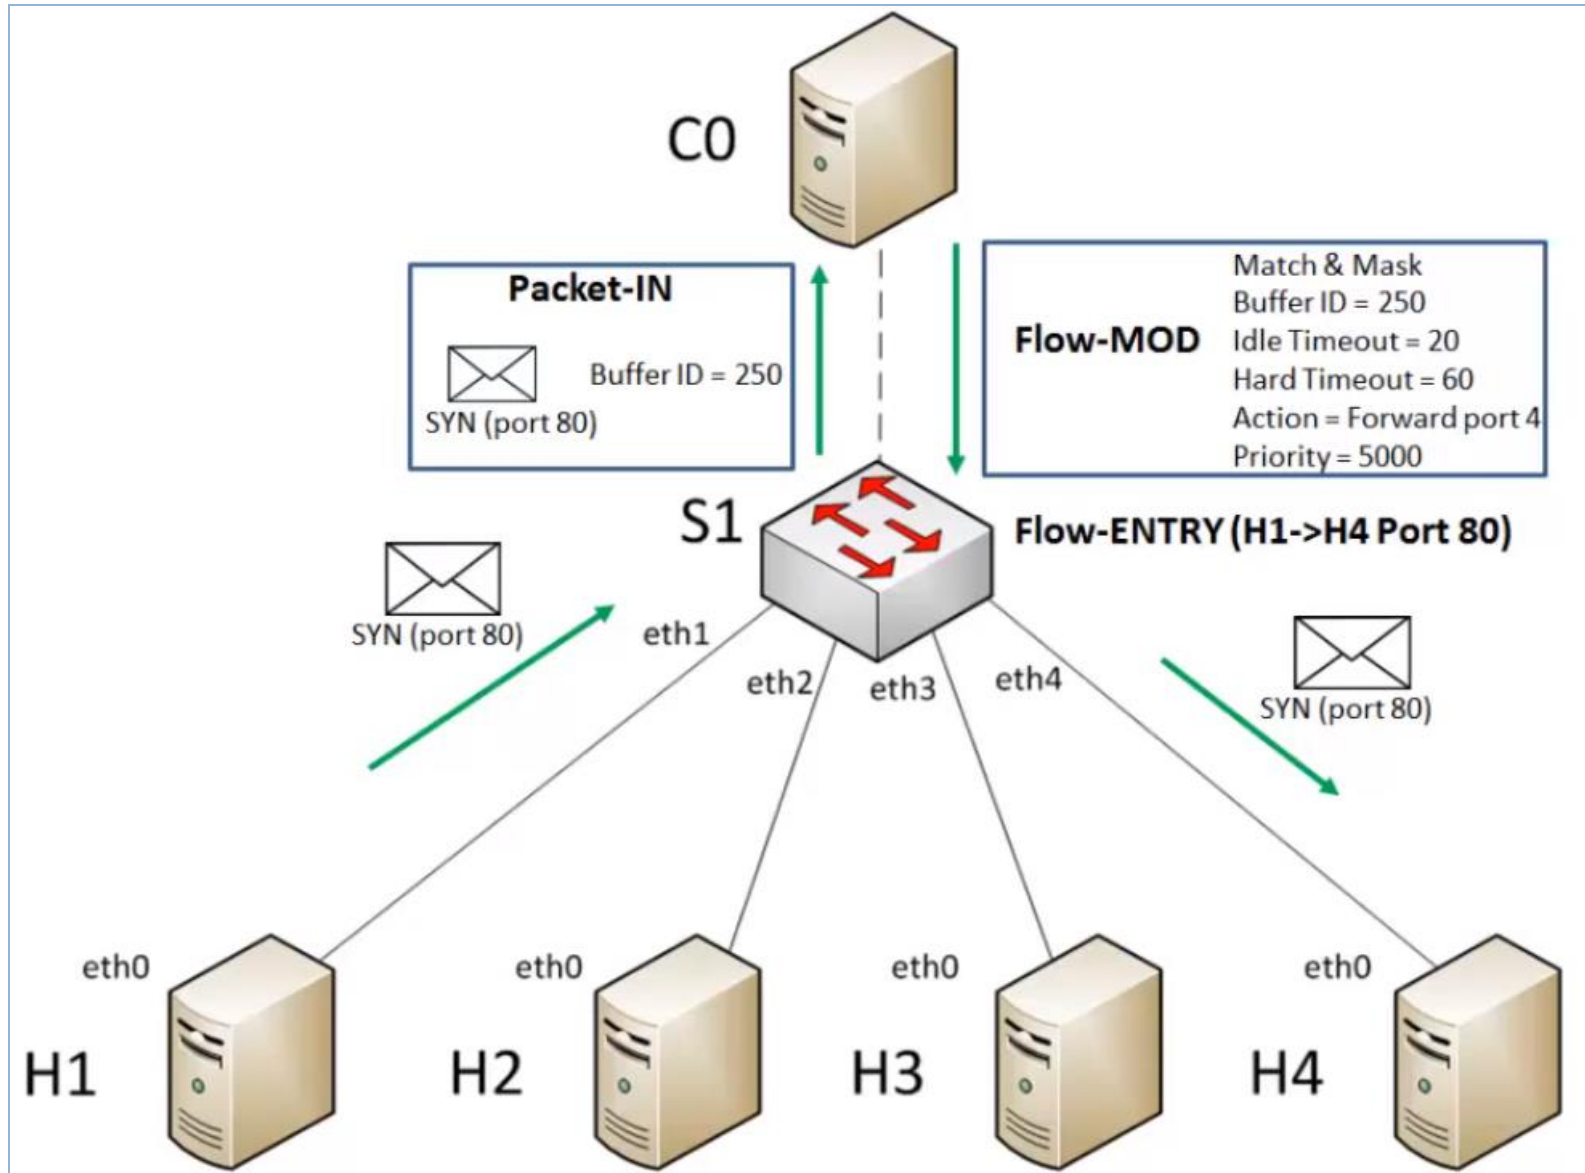 C0
Packet-IN
Buffer ID = 250
SYN (port 80)
Flow-MOD
Match & Mask
Buffer ID = 250
Idle Timeout = 20
Hard Timeout = 60
Action = Forward port 4
Priority = 5000
S1
Flow-ENTRY (H1->H4 Port 80)
SYN (port 80)
eth1
eth2
eth3
eth4
SYN (port 80)
eth0
eth0
eth0
eth0
H1
H2
H3
H4